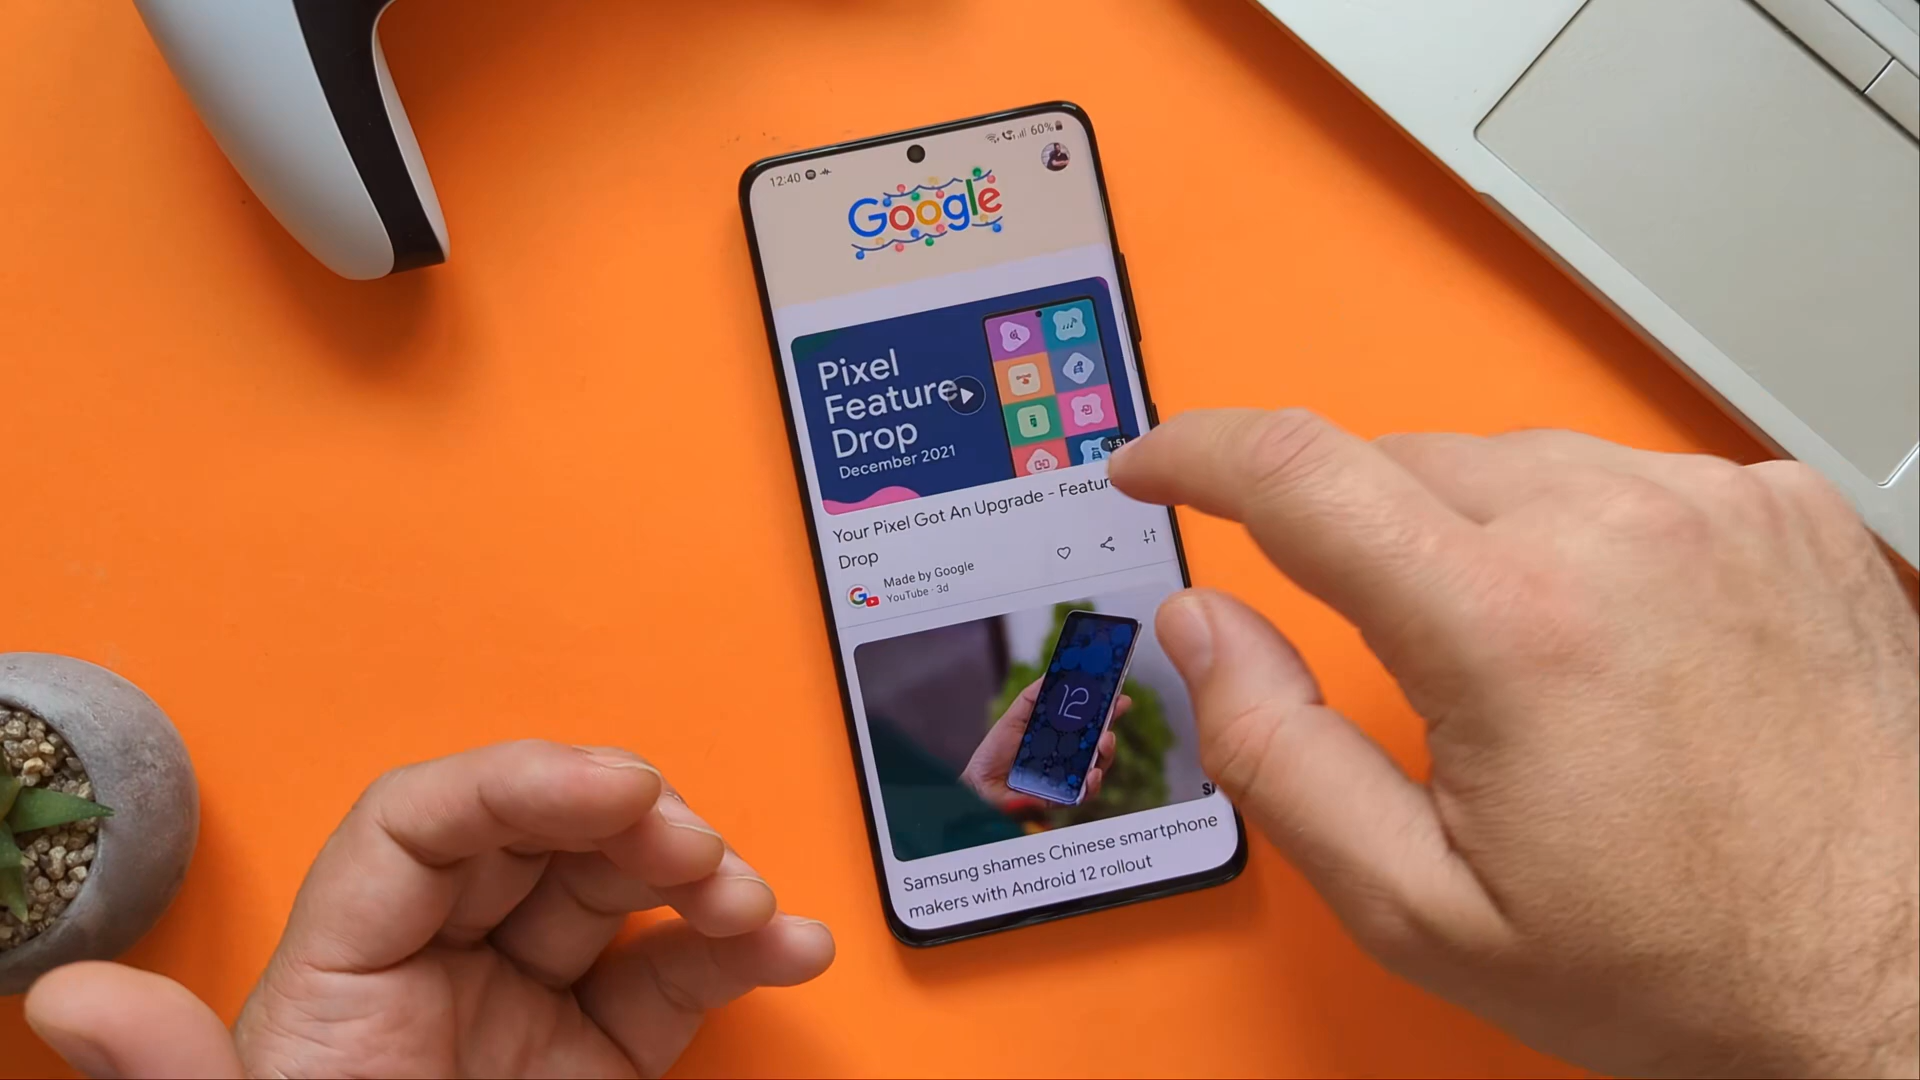 12:40
60%
Google
Pixel
Feature
Drop
December 2021
1:51
Your Pixel Got An Upgrade - Feature
Drop
Made by Google
YouTube · 3d
12
Samsung shames Chinese smartphone
makers with Android 12 rollout